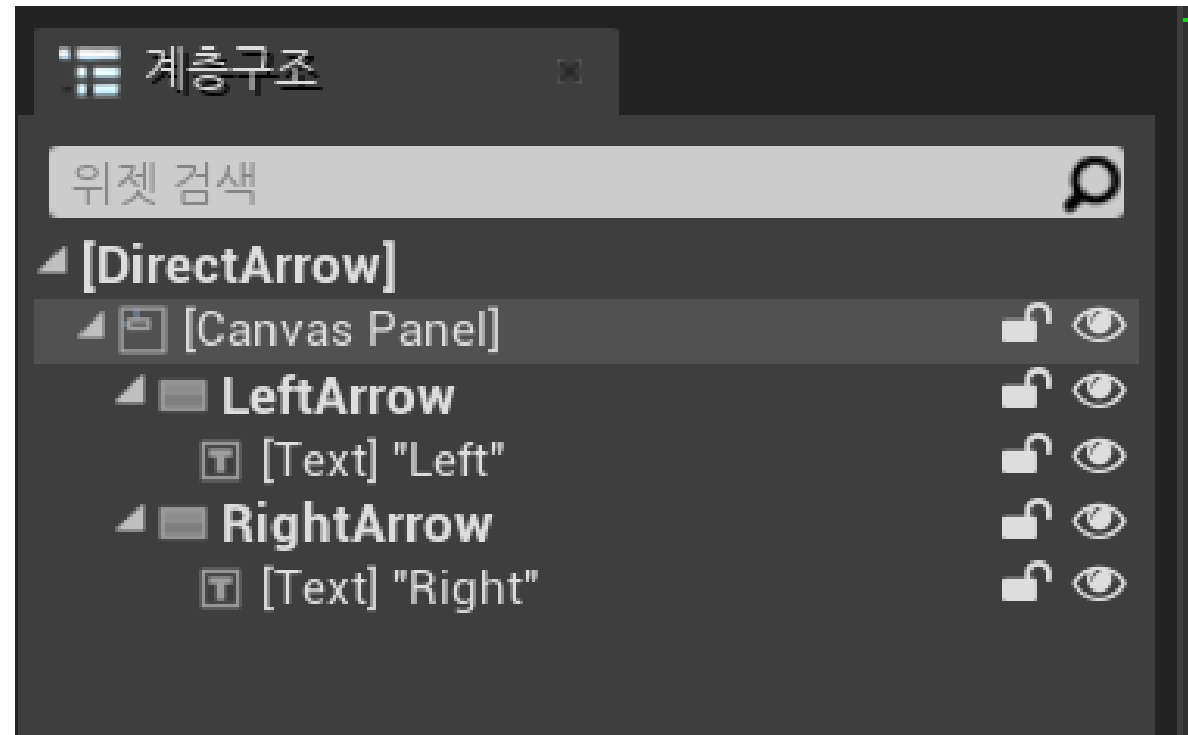 계층구조
위젯 검색
[DirectArrow]
[Canvas Panel]
LeftArrow
[Text] "Left"
RightArrow
[Text] "Right"